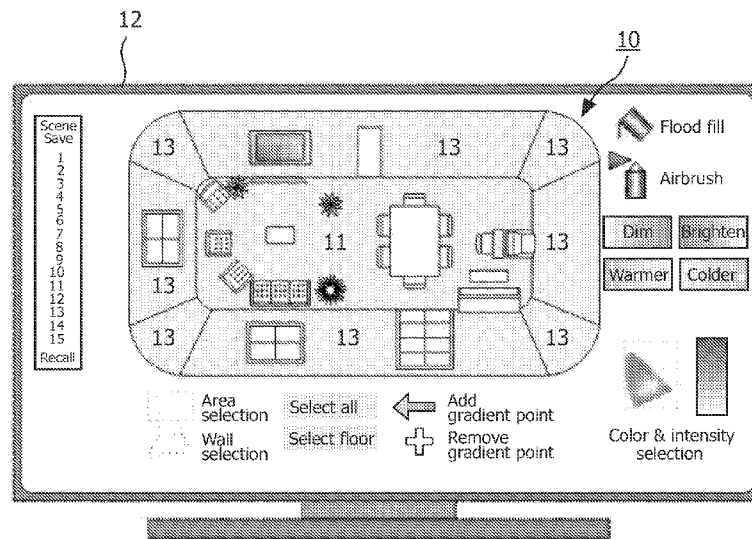 12
10
Scene
Save
1
2
3
4
5
6
7
8
9
10
11
12
13
14
15
Recall
13
13
13
13
11
13
13
13
13
13
Flood fill
Airbrush
Dim
Brighten
Warmer
Colder
Area
selection
Select all
Add
gradient point
Wall
selection
Select floor
Remove
gradient point
Color & intensity
selection